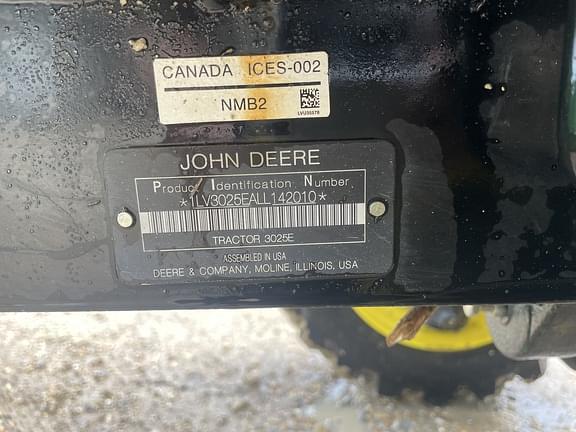 CANADA ICES-002
NMB2
LVU35578
JOHN DEERE
Product Identification Number
*1LV3025EALL142010*
TRACTOR 3025E
ASSEMBLED IN USA
DEERE & COMPANY, MOLINE, ILLINOIS, USA